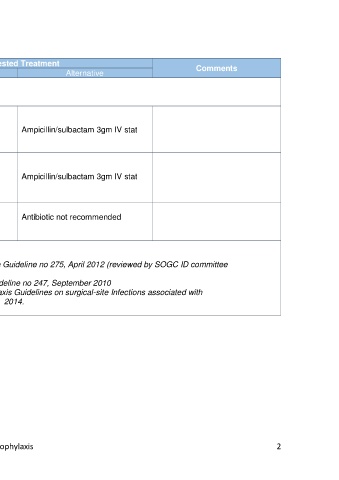 ested Treatment
Alternative
Comments
Ampicillin/sulbactam 3gm IV stat
Ampicillin/sulbactam 3gm IV stat
Antibiotic not recommended
Guideline no 275, April 2012 (reviewed by SOGC ID committee
deline no 247, September 2010
axis Guidelines on surgical-site Infections associated with
2014.
ophylaxis 2